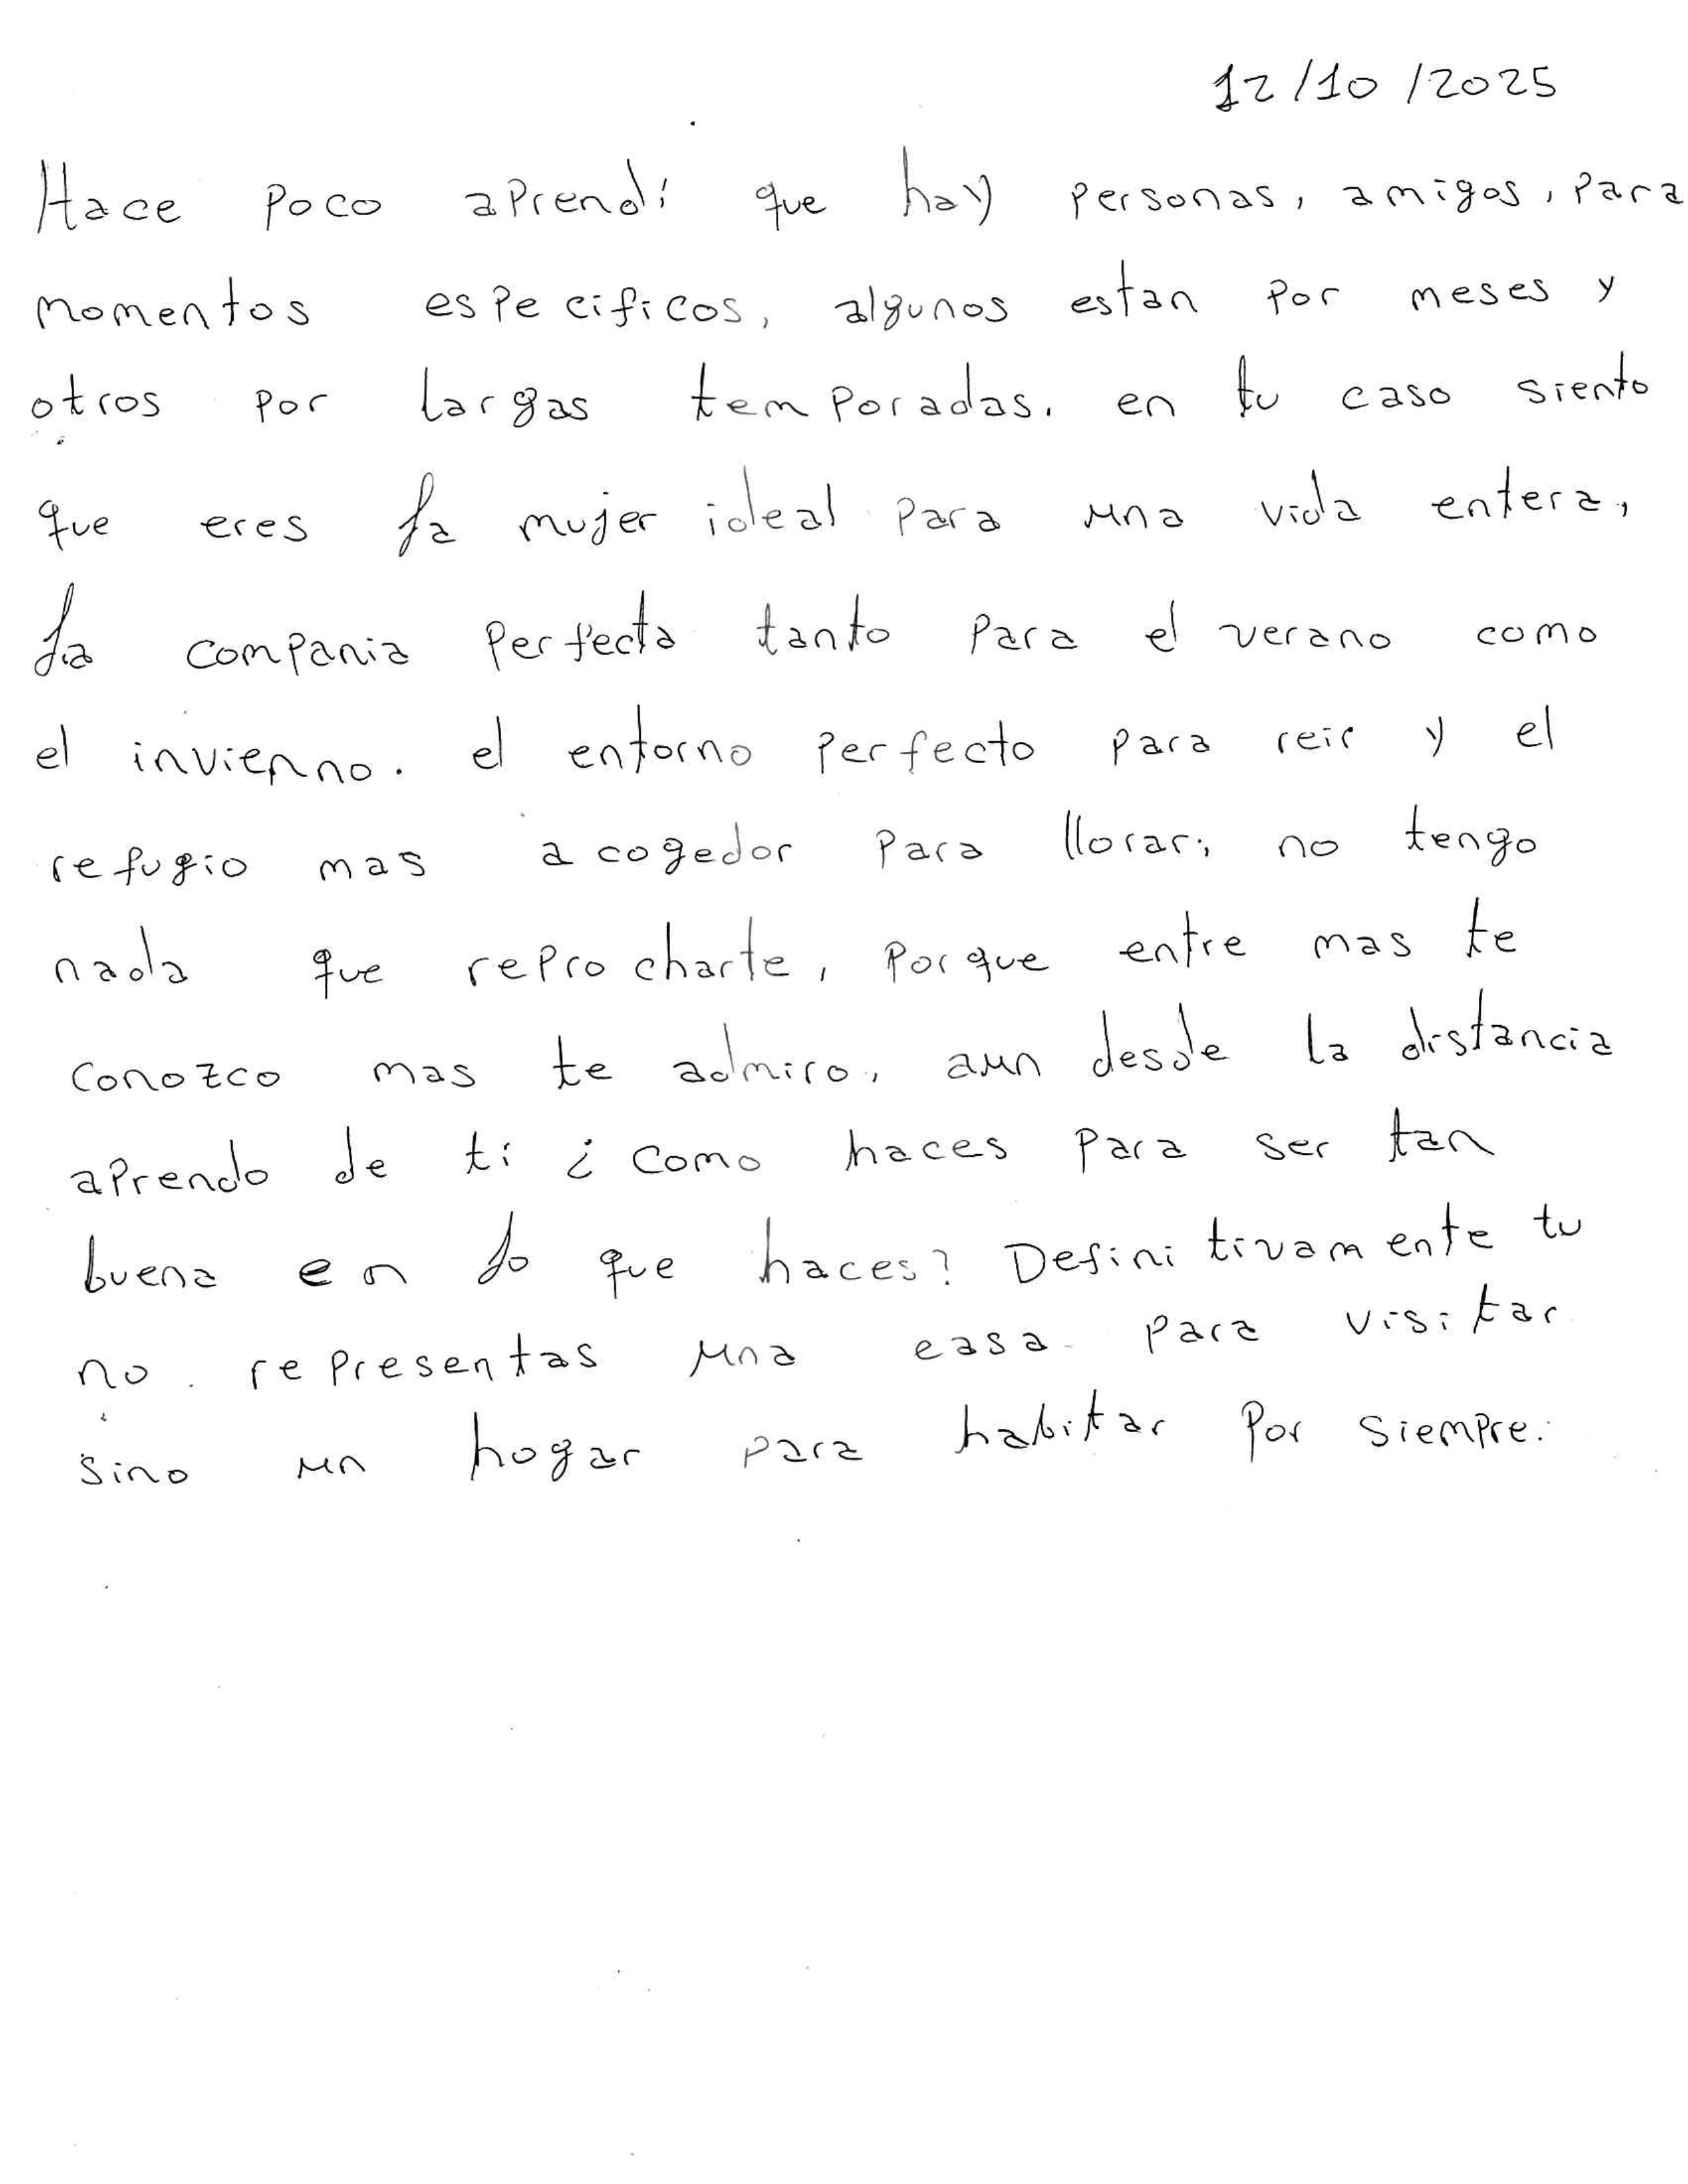 12/10/2025
Hace poco aprendí que hay personas, amigos, para
momentos especificos, algunos estan por meses y
otros por largas temporadas. en tu caso siento
que eres la mujer ideal para una vida entera,
La compania perfecta tanto para el verano como
el invienno. el entorno perfecto para reir y el
refugio mas acogedor para llorar; no tengo
nada que reprocharte, porque entre mas te
conozco mas te admiro, aun desde la distancia
aprendo de ti ¿como haces para ser tan
buena en lo que haces? Definitivamente tu
no representas una casa para visitar
sino un hogar para habitar por siempre.